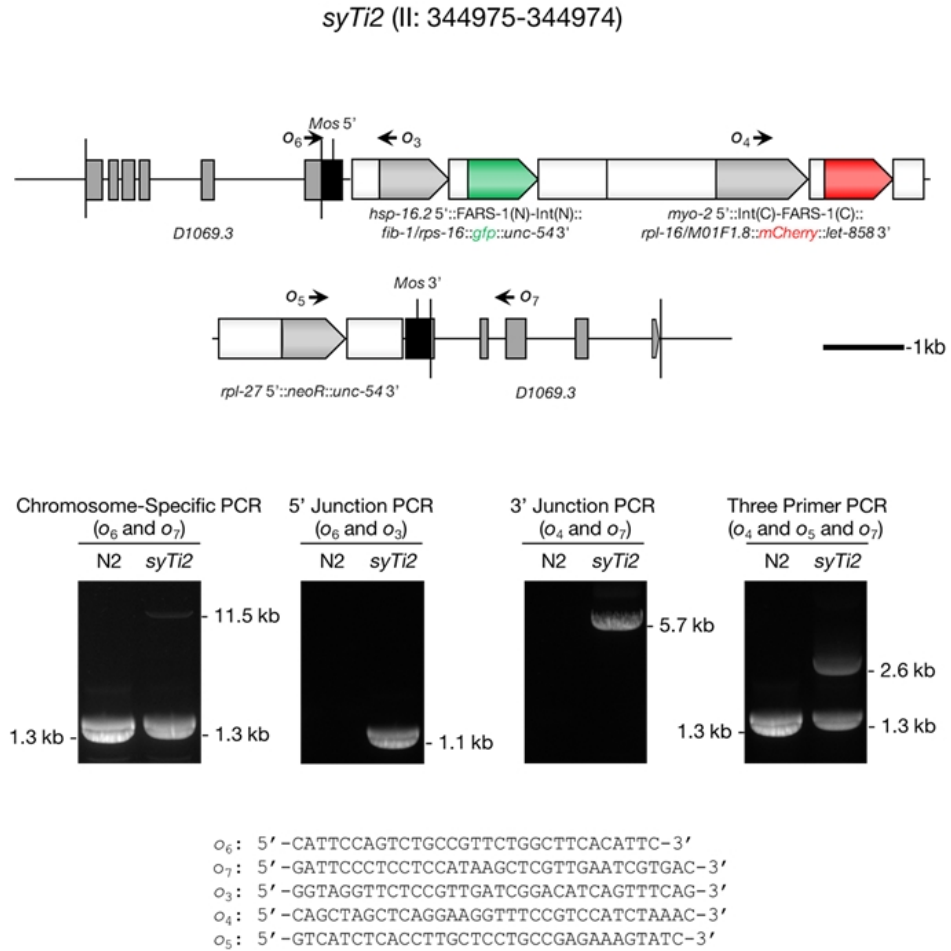 syTi2 (II: 344975-344974)
Mos 5’
o6
o3
o4
D1069.3
hsp-16.2 5’::FARS-1(N)-Int(N)::
fib-1/rps-16::gfp::unc-54 3’
myo-2 5’::Int(C)-FARS-1(C)::
rpl-16/M01F1.8::mCherry::let-858 3’
Mos 3’
o5
o7
1kb
rpl-27 5’::neoR::unc-54 3’
D1069.3
Chromosome-Specific PCR
(o6 and o7)
N2 syTi2
11.5 kb
1.3 kb
1.3 kb
5’ Junction PCR
(o6 and o3)
N2 syTi2
1.1 kb
3’ Junction PCR
(o4 and o7)
N2 syTi2
5.7 kb
Three Primer PCR
(o4 and o5 and o7)
N2 syTi2
2.6 kb
1.3 kb
1.3 kb
o6: 5’-CATTCCAGTCTGCCGTTCTGGCTTCACATTC-3’
o7: 5’-GATTCCCTCCTCCATAAGCTCGTTGAATCGTGAC-3’
o3: 5’-GGTAGGTTCTCCGTTGATCGGACATCAGTTTCAG-3’
o4: 5’-CAGCTAGCTCAGGAAGGTTTCCGTCCATCTAAAC-3’
o5: 5’-GTCATCTCACCTTGCTCCTGCCGAGAAAGTATC-3’